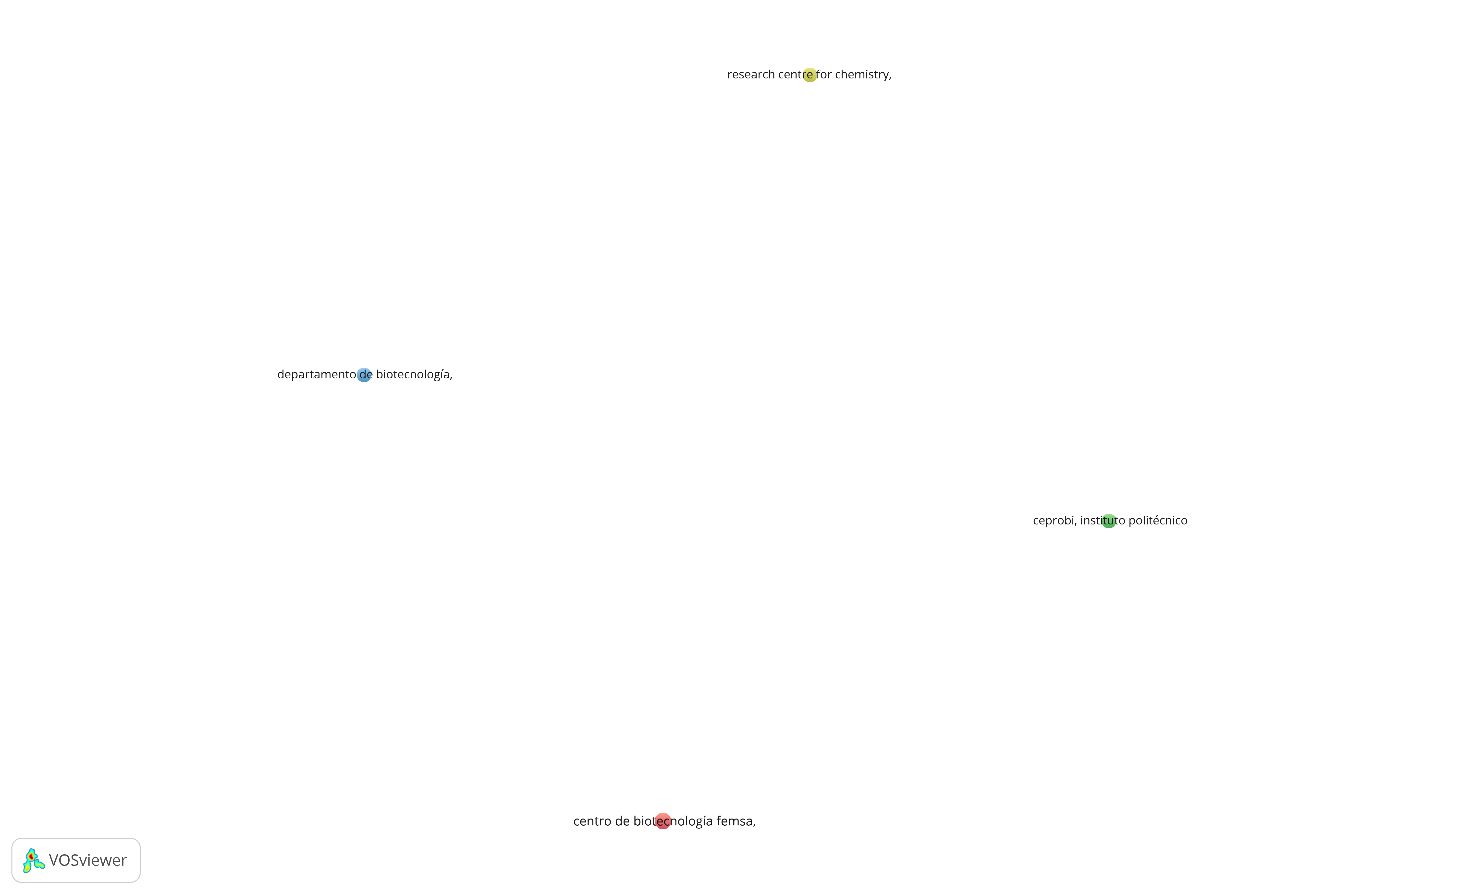 research centre for chemistry,
departamento de biotecnología,
ceprobi, instituto politécnico
centro de biotecnología femsa,
VOSviewer